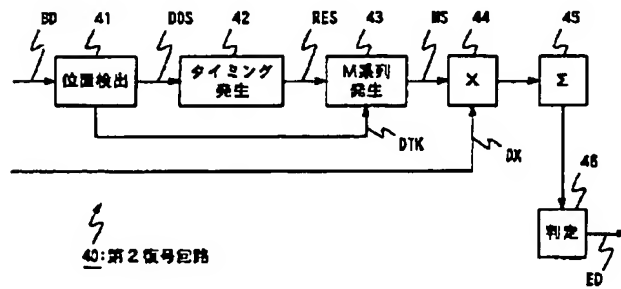 BD
41
DOS
42
RES
43
MS
44
45
位置検出
タイミング
発生
M系列
発生
X
Σ
DTK
DX
46
判定
ED
40:第2復号回路